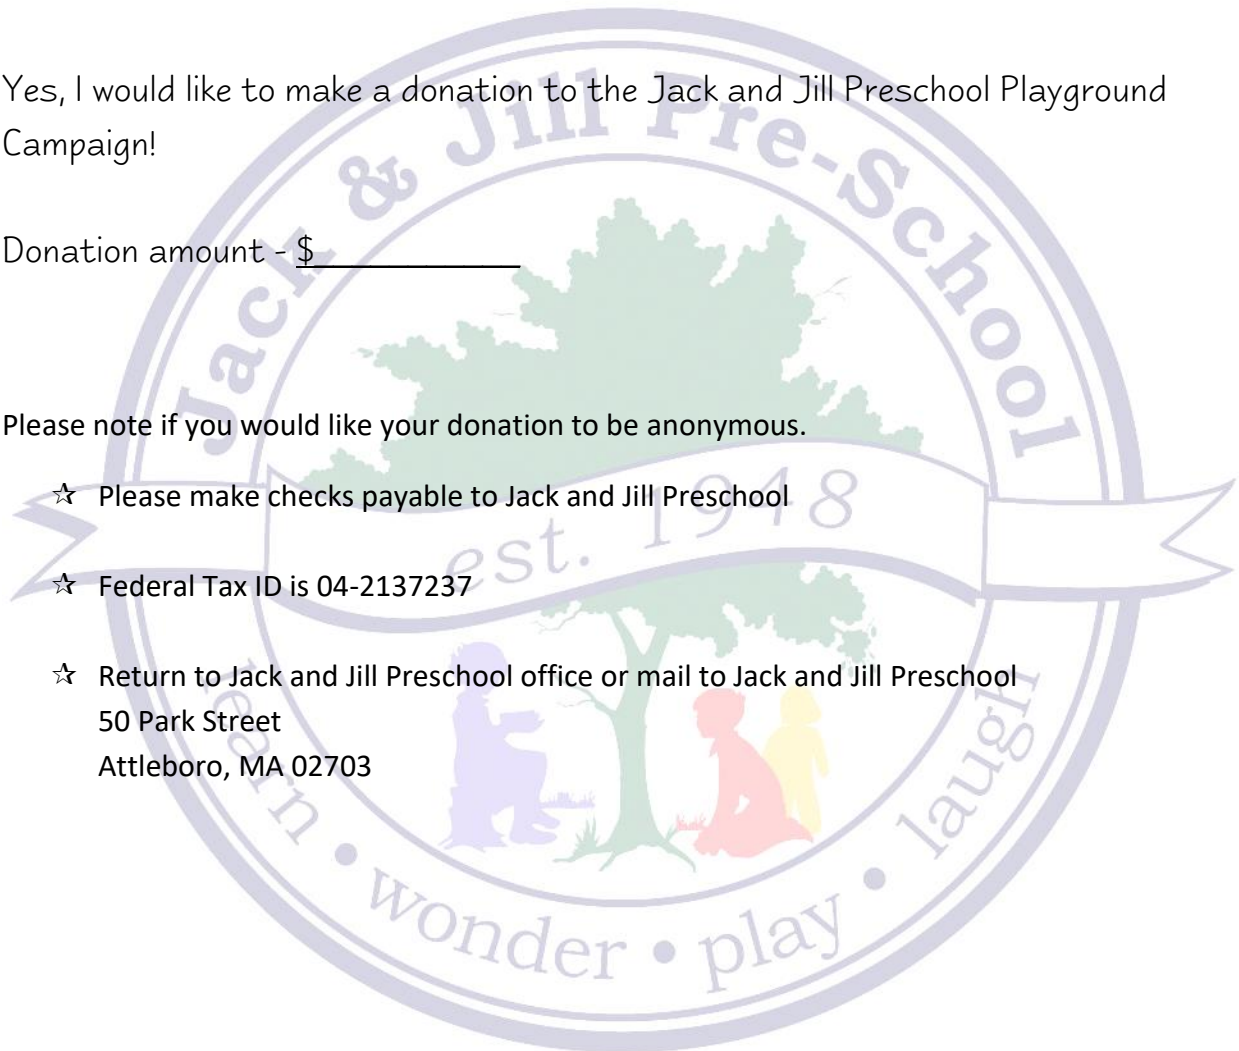 Yes, I would like to make a donation to the Jack and Jill Preschool Playground
Campaign!
Donation amount - $___________
Please note if you would like your donation to be anonymous.
☆ Please make checks payable to Jack and Jill Preschool
☆ Federal Tax ID is 04-2137237
☆ Return to Jack and Jill Preschool office or mail to Jack and Jill Preschool
50 Park Street
Attleboro, MA 02703
Jack & Jill Pre-School
est. 1948
learn • wonder • play • laugh